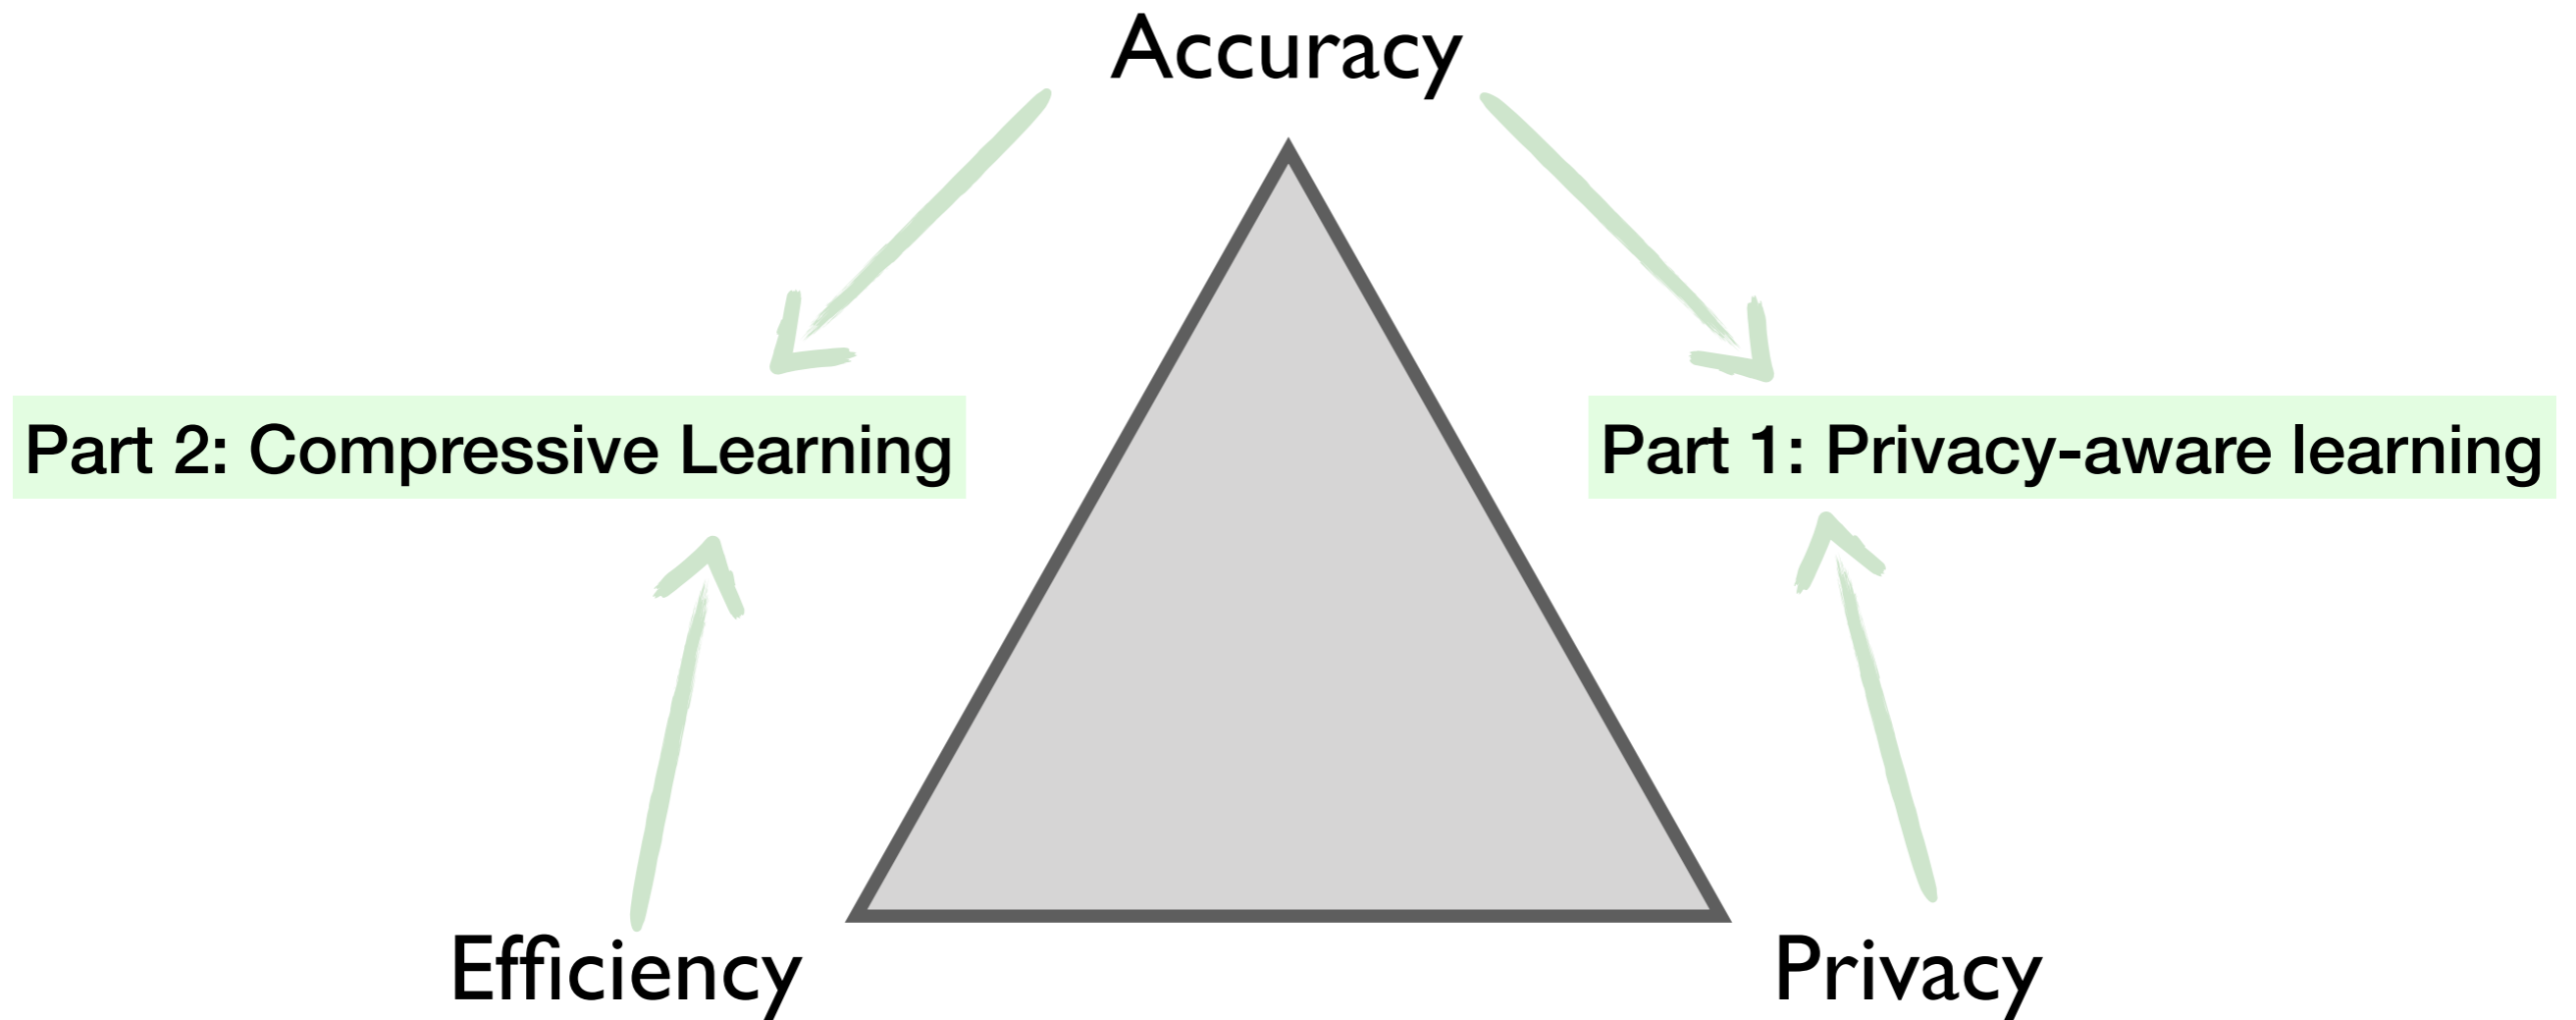 Accuracy
Part 2: Compressive Learning
Part 1: Privacy-aware learning
Efficiency
Privacy